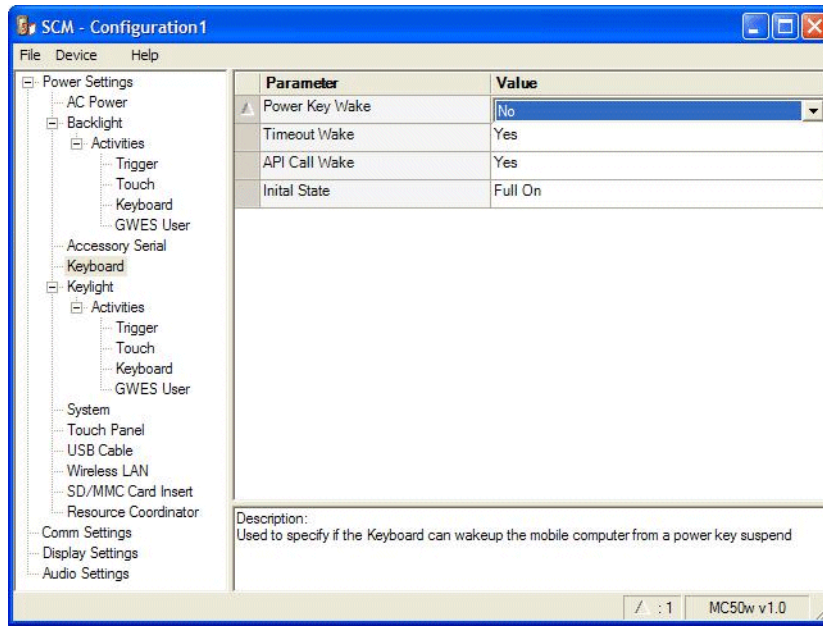 SCM - Configuration1
File Device Help
Power Settings
AC Power
Backlight
Activities
Trigger
Touch
Keyboard
GWES User
Accessory Serial
Keyboard
Keylight
Activities
Trigger
Touch
Keyboard
GWES User
System
Touch Panel
USB Cable
Wireless LAN
SD/MMC Card Insert
Resource Coordinator
Comm Settings
Display Settings
Audio Settings
Parameter Value
Power Key Wake No
Timeout Wake Yes
API Call Wake Yes
Inital State Full On
Description:
Used to specify if the Keyboard can wakeup the mobile computer from a power key suspend
: 1 MC50w v1.0